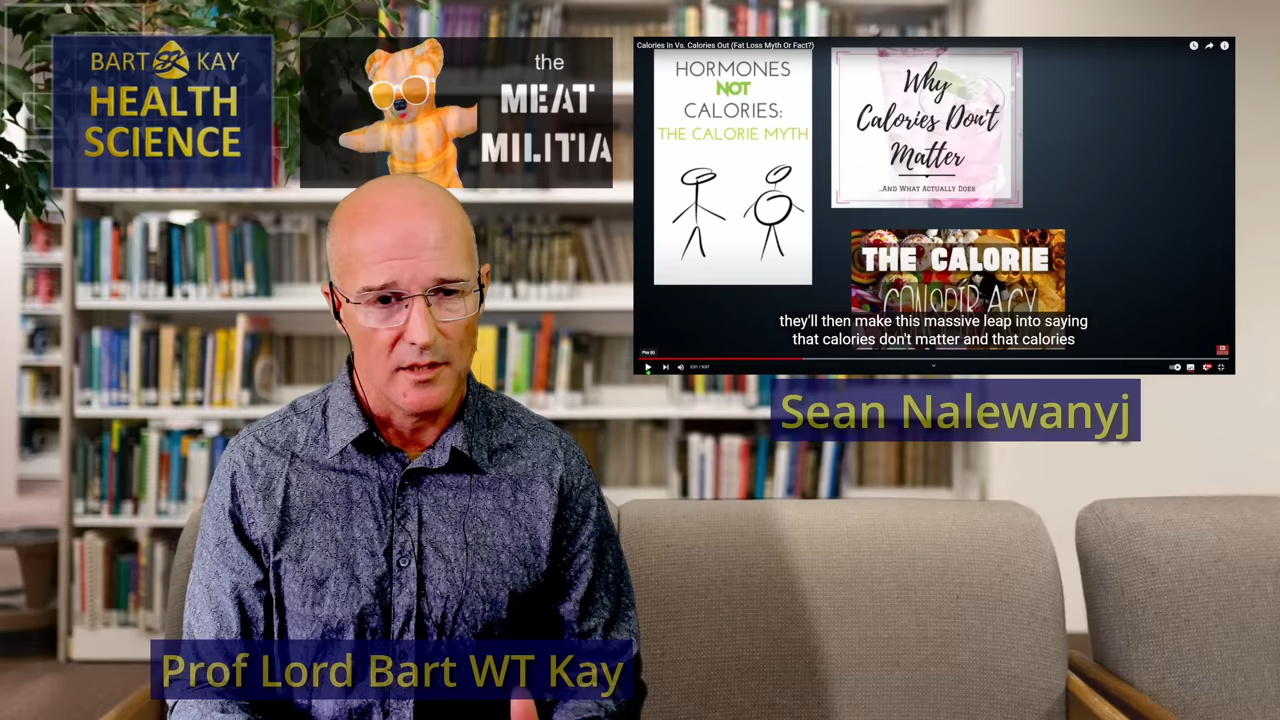 BART KAY
HEALTH
SCIENCE
the
MEAT
MILITIA
Calories In Vs. Calories Out (Fat Loss Myth Or Fact?)
HORMONES
NOT
CALORIES:
THE CALORIE MYTH
Why
Calories Don't
Matter
...AND WHAT ACTUALLY DOES
THE CALORIE
CONSPIRACY
they'll then make this massive leap into saying
that calories don't matter and that calories
Play (k)
Sean Nalewanyj
Prof Lord Bart WT Kay